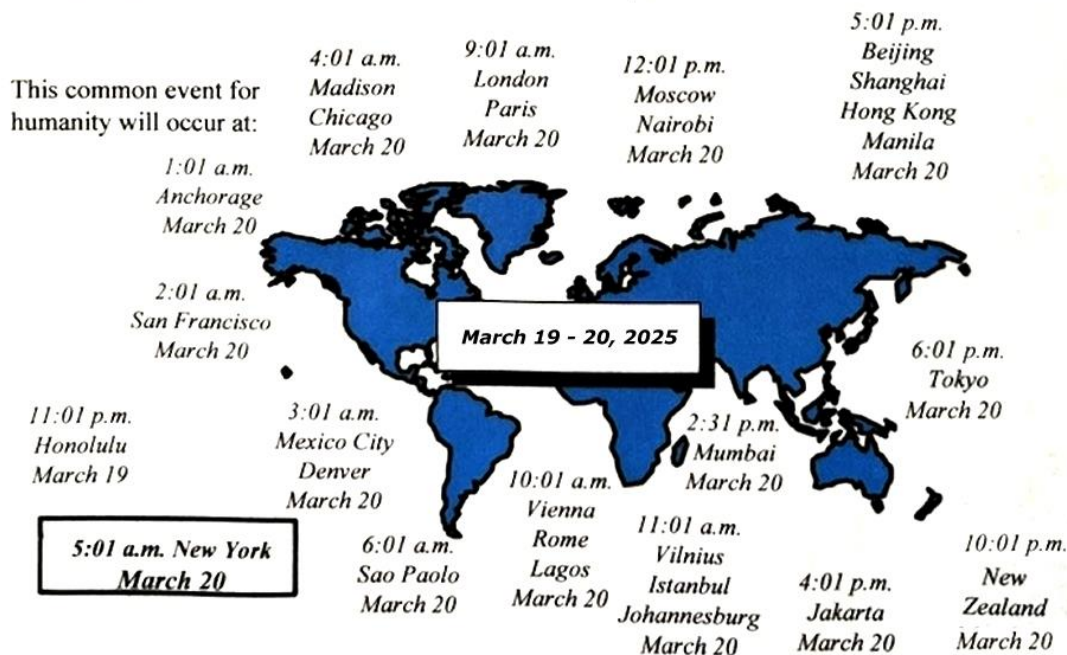 This common event for
humanity will occur at:
4:01 a.m.
Madison
Chicago
March 20
9:01 a.m.
London
Paris
March 20
12:01 p.m.
Moscow
Nairobi
March 20
5:01 p.m.
Beijing
Shanghai
Hong Kong
Manila
March 20
1:01 a.m.
Anchorage
March 20
2:01 a.m.
San Francisco
March 20
March 19 - 20, 2025
6:01 p.m.
Tokyo
March 20
11:01 p.m.
Honolulu
March 19
3:01 a.m.
Mexico City
Denver
March 20
2:31 p.m.
Mumbai
March 20
5:01 a.m. New York
March 20
6:01 a.m.
Sao Paolo
March 20
10:01 a.m.
Vienna
Rome
Lagos
March 20
11:01 a.m.
Vilnius
Istanbul
Johannesburg
March 20
4:01 p.m.
Jakarta
March 20
10:01 p.m.
New
Zealand
March 20